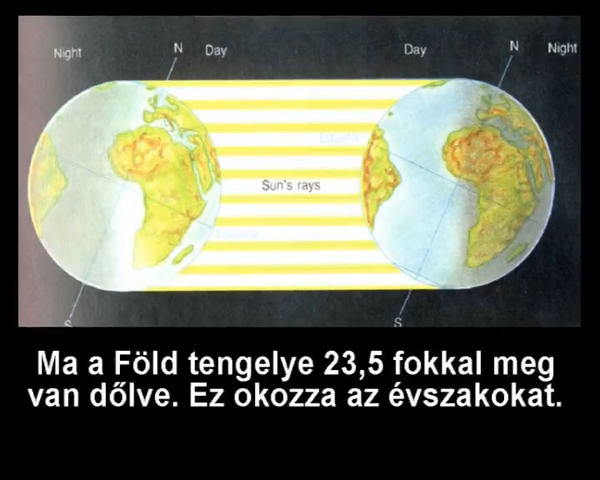 Night N Day Day N Night
Sun's rays
S S
Ma a Föld tengelye 23,5 fokkal meg
van dőlve. Ez okozza az évszakokat.